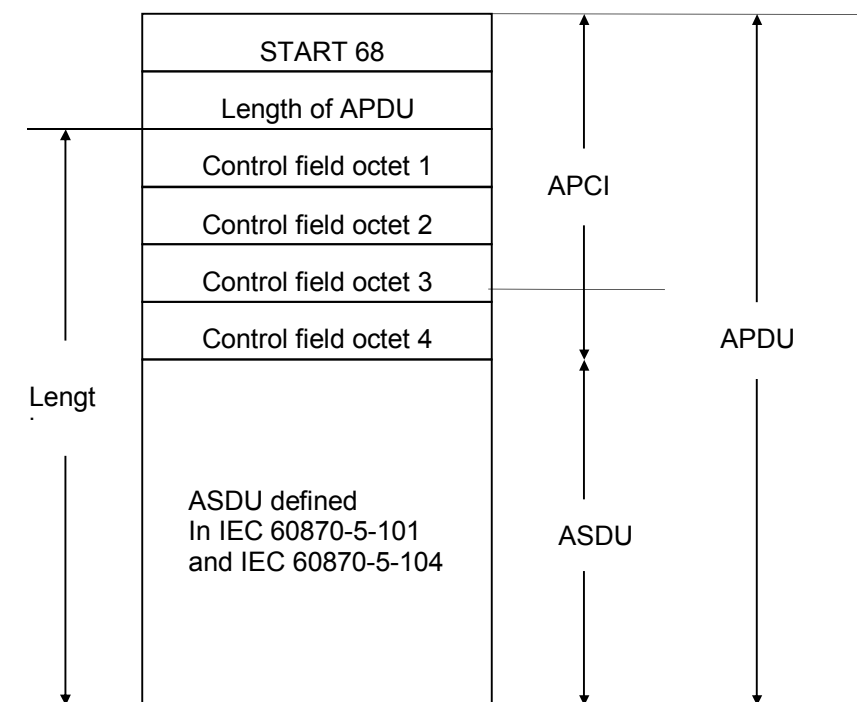 START 68
Length of APDU
Control field octet 1
APCI
Control field octet 2
Control field octet 3
Control field octet 4
APDU
Lengt
ASDU defined
In IEC 60870-5-101
and IEC 60870-5-104
ASDU